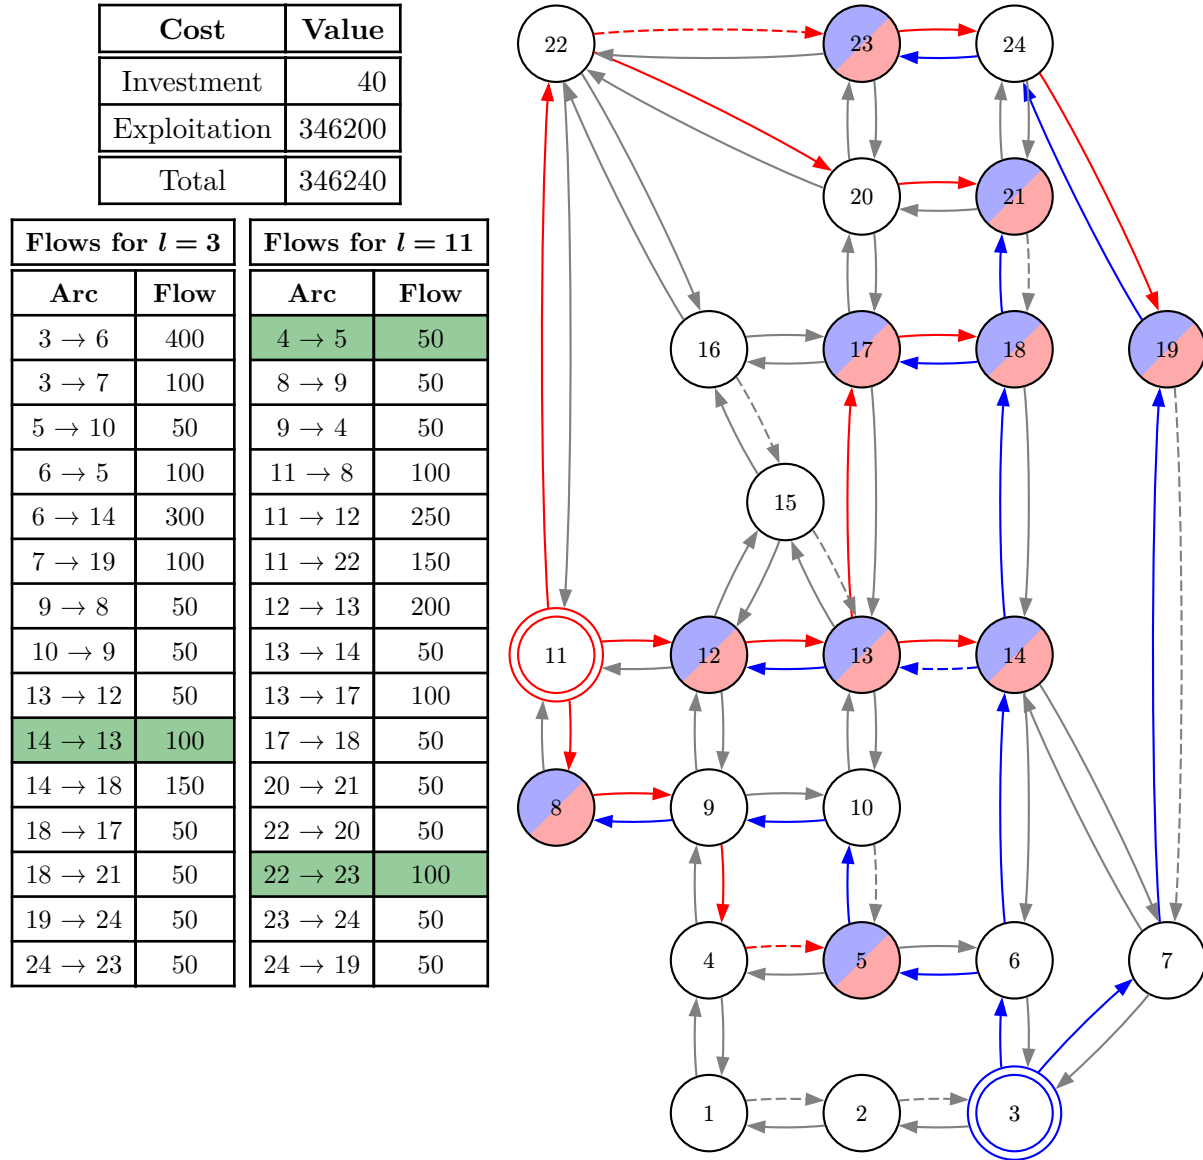 Cost Value
Investment 40
Exploitation 346200
Total 346240
Flows for l = 3
Arc Flow
3 → 6 400
3 → 7 100
5 → 10 50
6 → 5 100
6 → 14 300
7 → 19 100
9 → 8 50
10 → 9 50
13 → 12 50
14 → 13 100
14 → 18 150
18 → 17 50
18 → 21 50
19 → 24 50
24 → 23 50
Flows for l = 11
Arc Flow
4 → 5 50
8 → 9 50
9 → 4 50
11 → 8 100
11 → 12 250
11 → 22 150
12 → 13 200
13 → 14 50
13 → 17 100
17 → 18 50
20 → 21 50
22 → 20 50
22 → 23 100
23 → 24 50
24 → 19 50
22 23 24
20 21
16 17 18 19
15
11 12 13 14
8 9 10
4 5 6 7
1 2 3